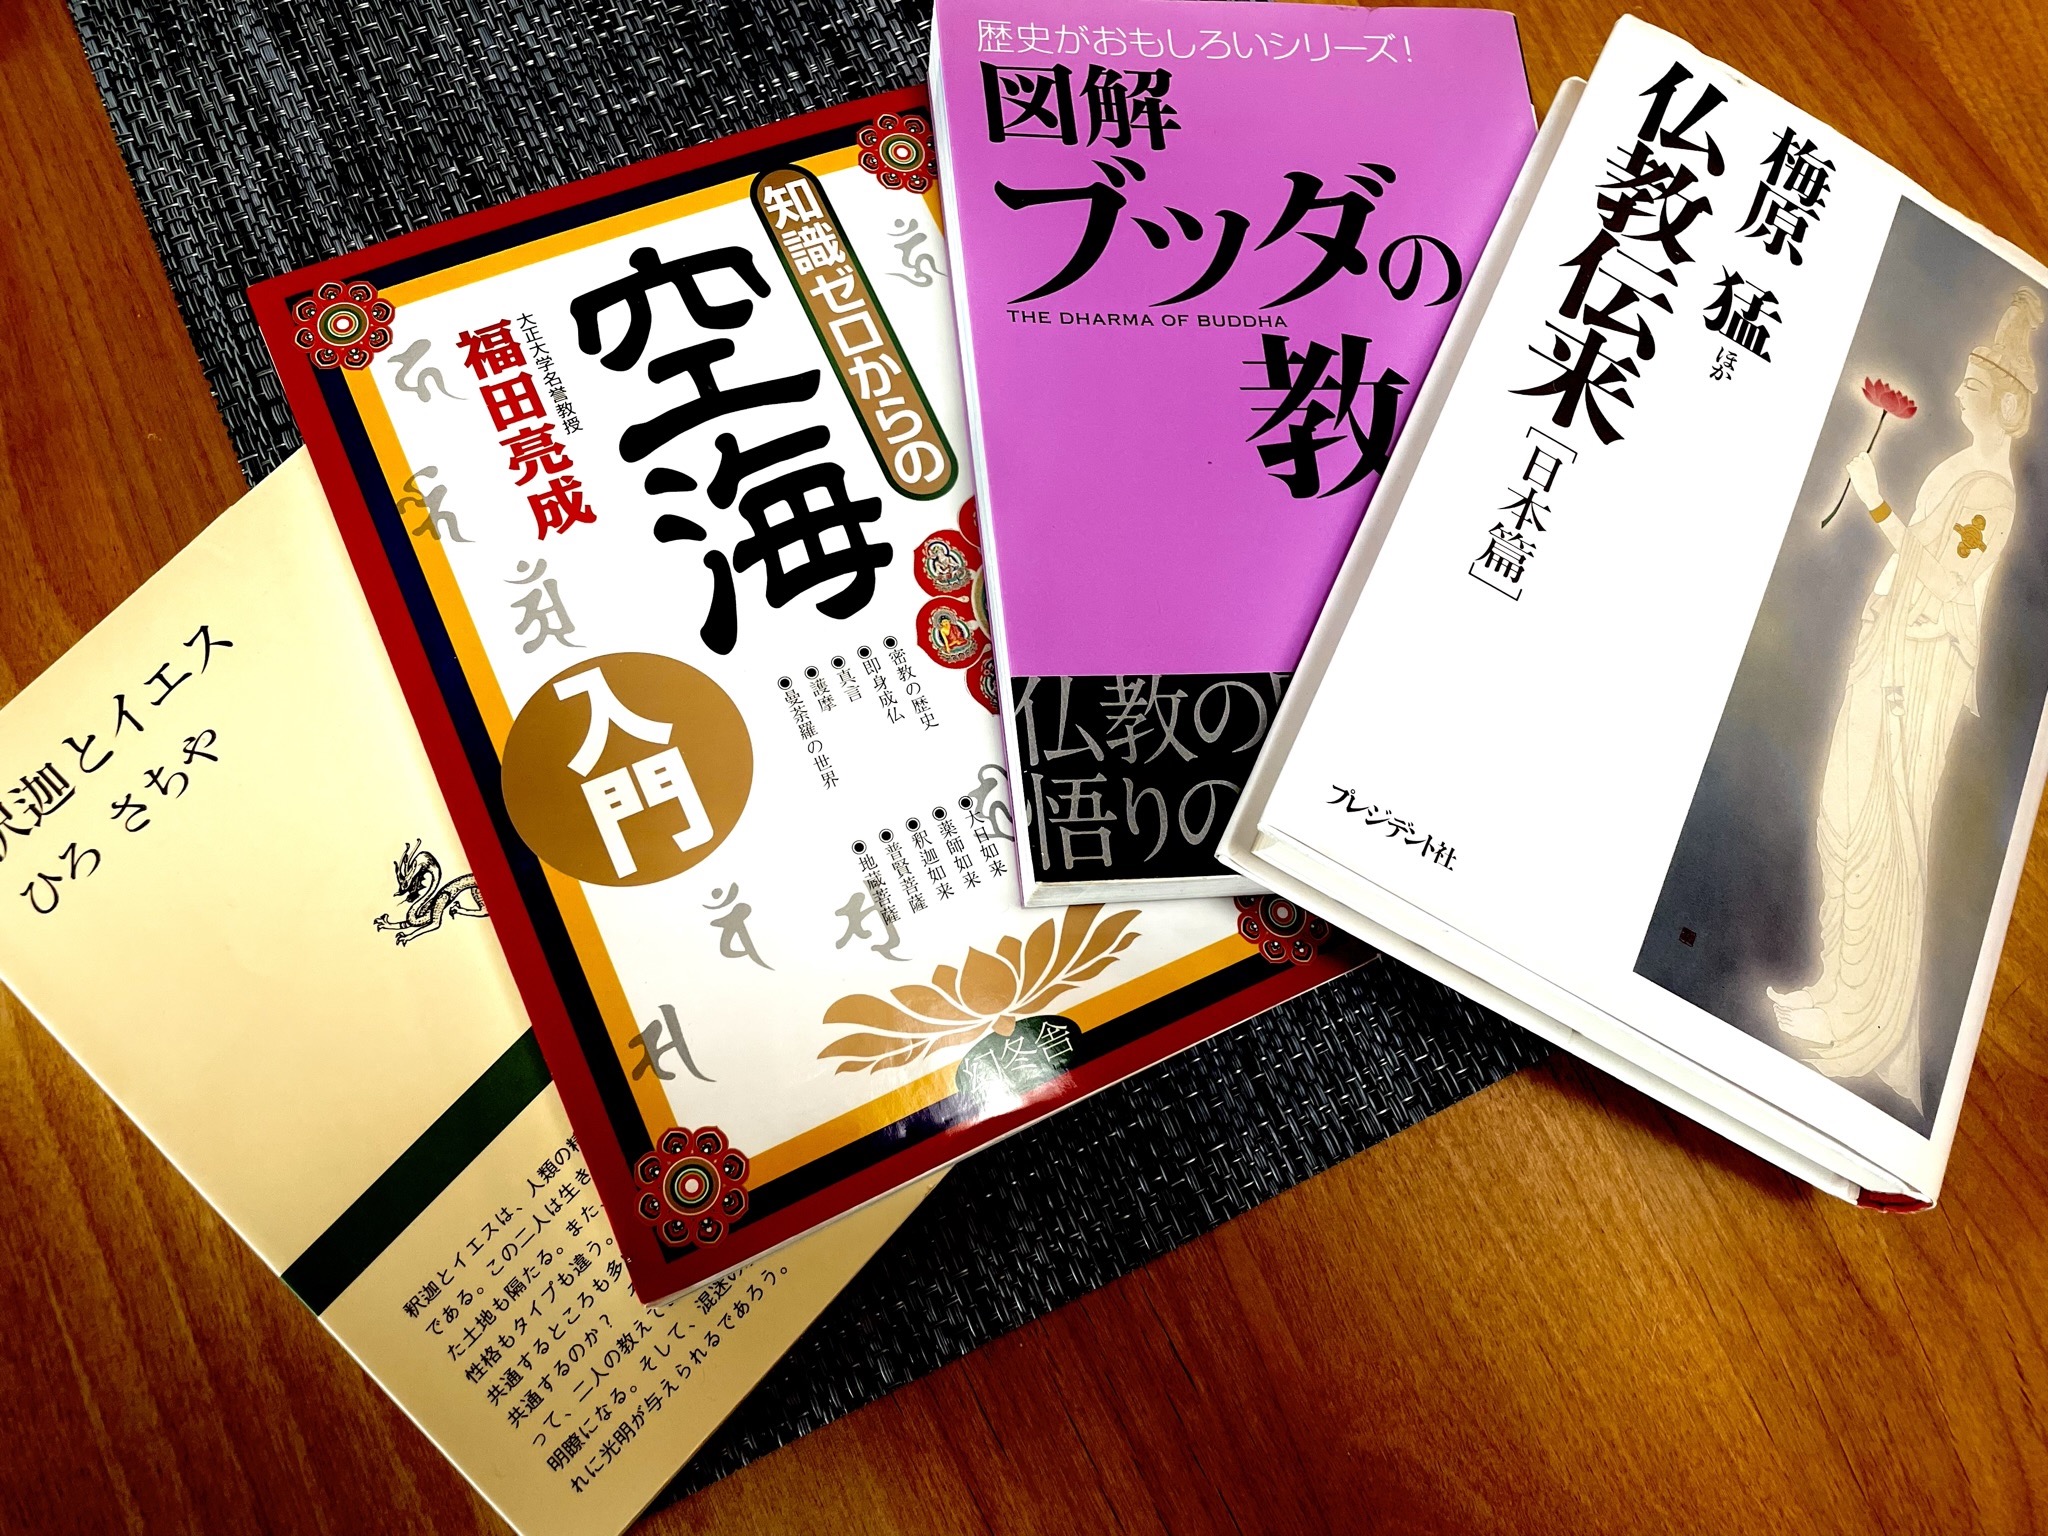 釈迦とイエス
ひろ さちや
釈迦とイエスは、人類の精
である。この二人は生き
た土地も隔たる。また、
性格もタイプも違う。
共通するところも多
共通するのか?
って、二人の教えて
明瞭になる。そして、混迷の
れに光明が与えられるであろう。
知識ゼロからの
空海
大正大学名誉教授
福田亮成
入門
◉密教の歴史
◉即身成仏
◉真言
◉護摩
◉曼荼羅の世界
◉大日如来
◉薬師如来
◉釈迦如来
◉普賢菩薩
◉地蔵菩薩
幻冬舎
歴史がおもしろいシリーズ!
図解
ブッダの
THE DHARMA OF BUDDHA
教
仏教の
悟りの
梅原 猛 ほか
仏教伝来
[日本篇]
プレジデント社